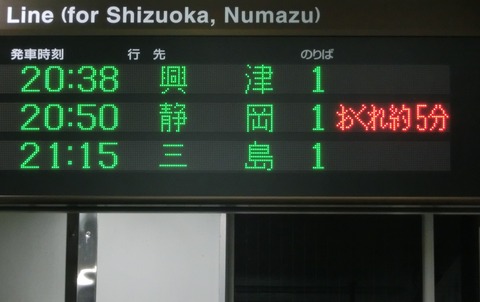 Line (for Shizuoka, Numazu)
発車時刻 行先 のりば
20:38 興津 1
20:50 静岡 1 おくれ約5分
21:15 三島 1